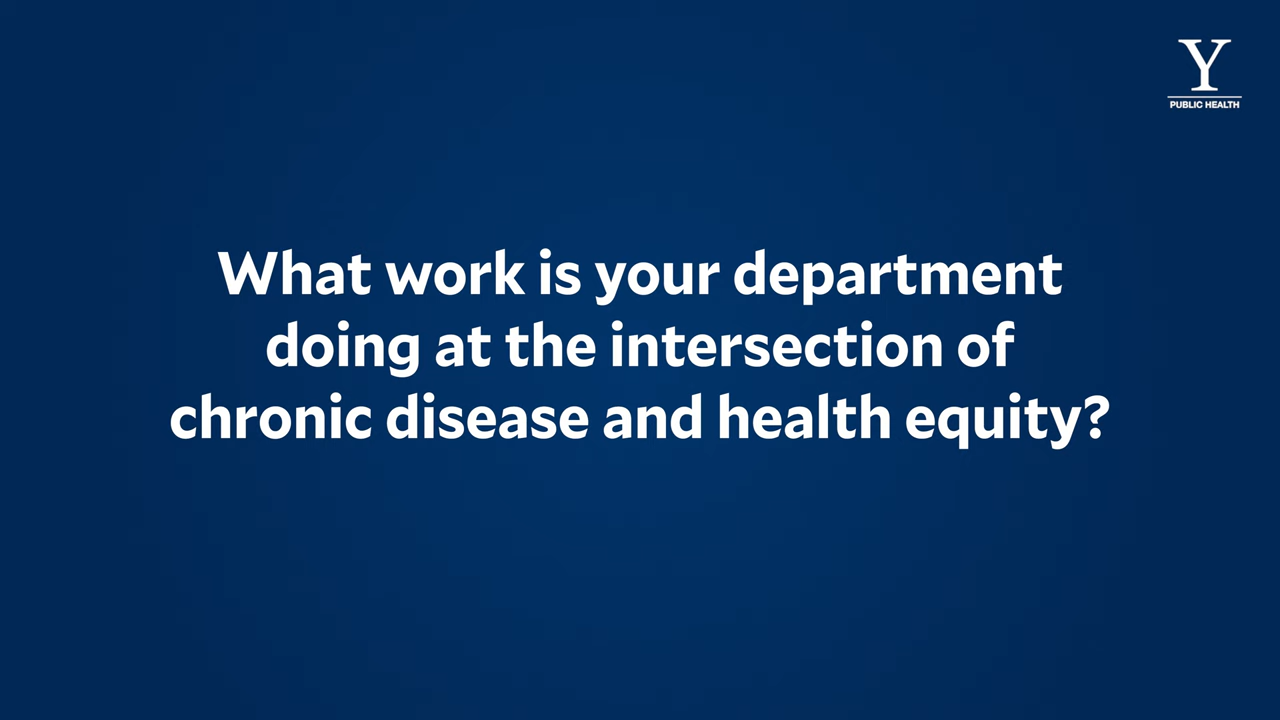 Y
PUBLIC HEALTH
What work is your department
doing at the intersection of
chronic disease and health equity?